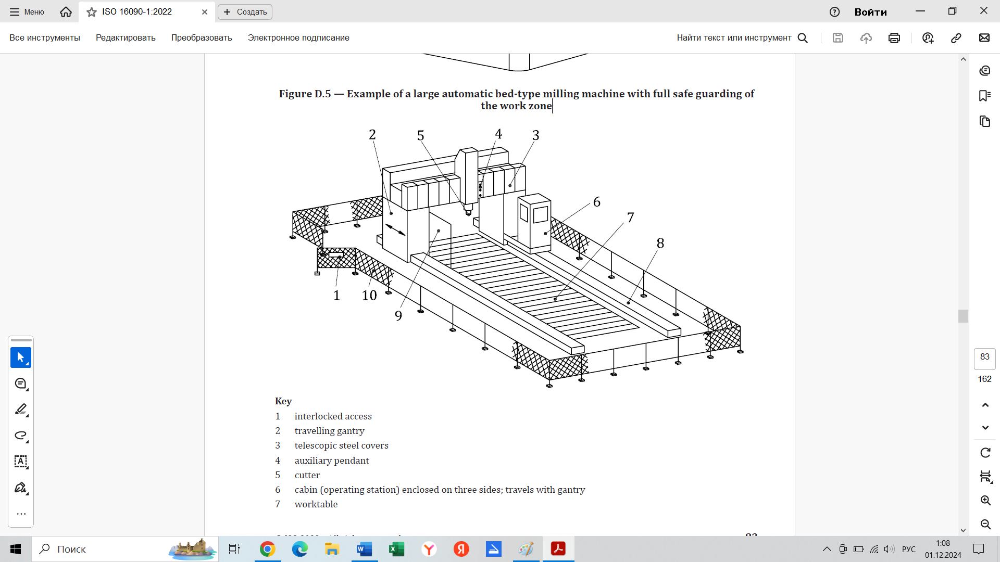 Меню
ISO 16090-1:2022
Создать
Войти
Все инструменты
Редактировать
Преобразовать
Электронное подписание
Найти текст или инструмент
Figure D.5 — Example of a large automatic bed-type milling machine with full safe guarding of
the work zone
2
5
4
3
6
7
8
1
10
9
Key
1 interlocked access
2 travelling gantry
3 telescopic steel covers
4 auxiliary pendant
5 cutter
6 cabin (operating station) enclosed on three sides; travels with gantry
7 worktable
83
83
162
Поиск
РУС
1:08
01.12.2024